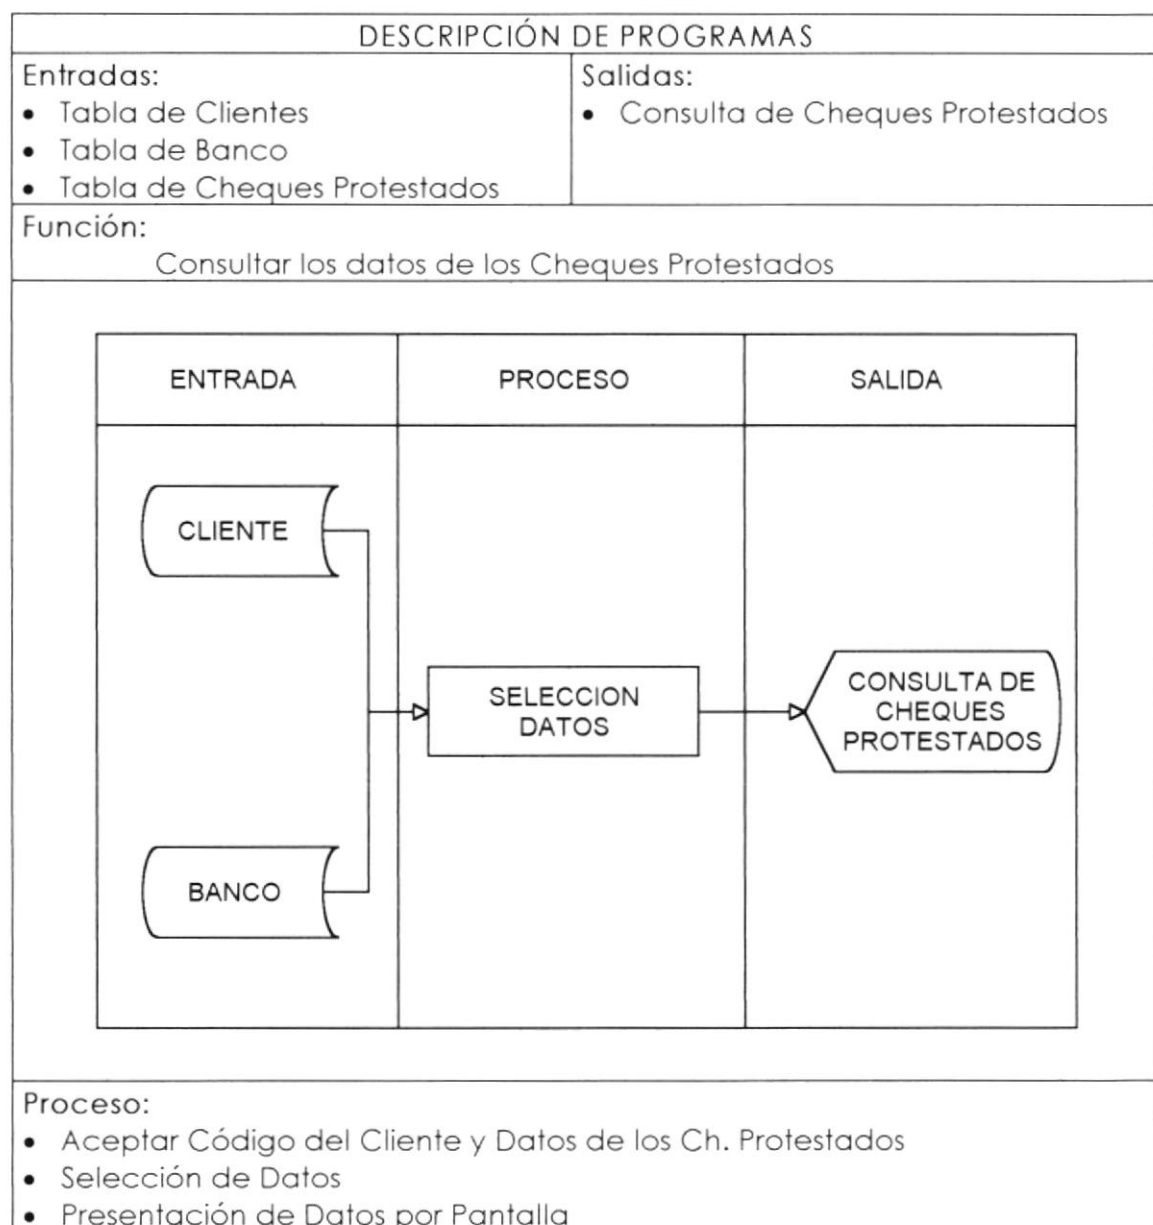 DESCRIPCIÓN DE PROGRAMAS
Entradas:
• Tabla de Clientes
• Tabla de Banco
• Tabla de Cheques Protestados
Salidas:
• Consulta de Cheques Protestados
Función:
Consultar los datos de los Cheques Protestados
ENTRADA
PROCESO
SALIDA
CLIENTE
SELECCION
DATOS
CONSULTA DE
CHEQUES
PROTESTADOS
BANCO
Proceso:
• Aceptar Código del Cliente y Datos de los Ch. Protestados
• Selección de Datos
• Presentación de Datos por Pantalla